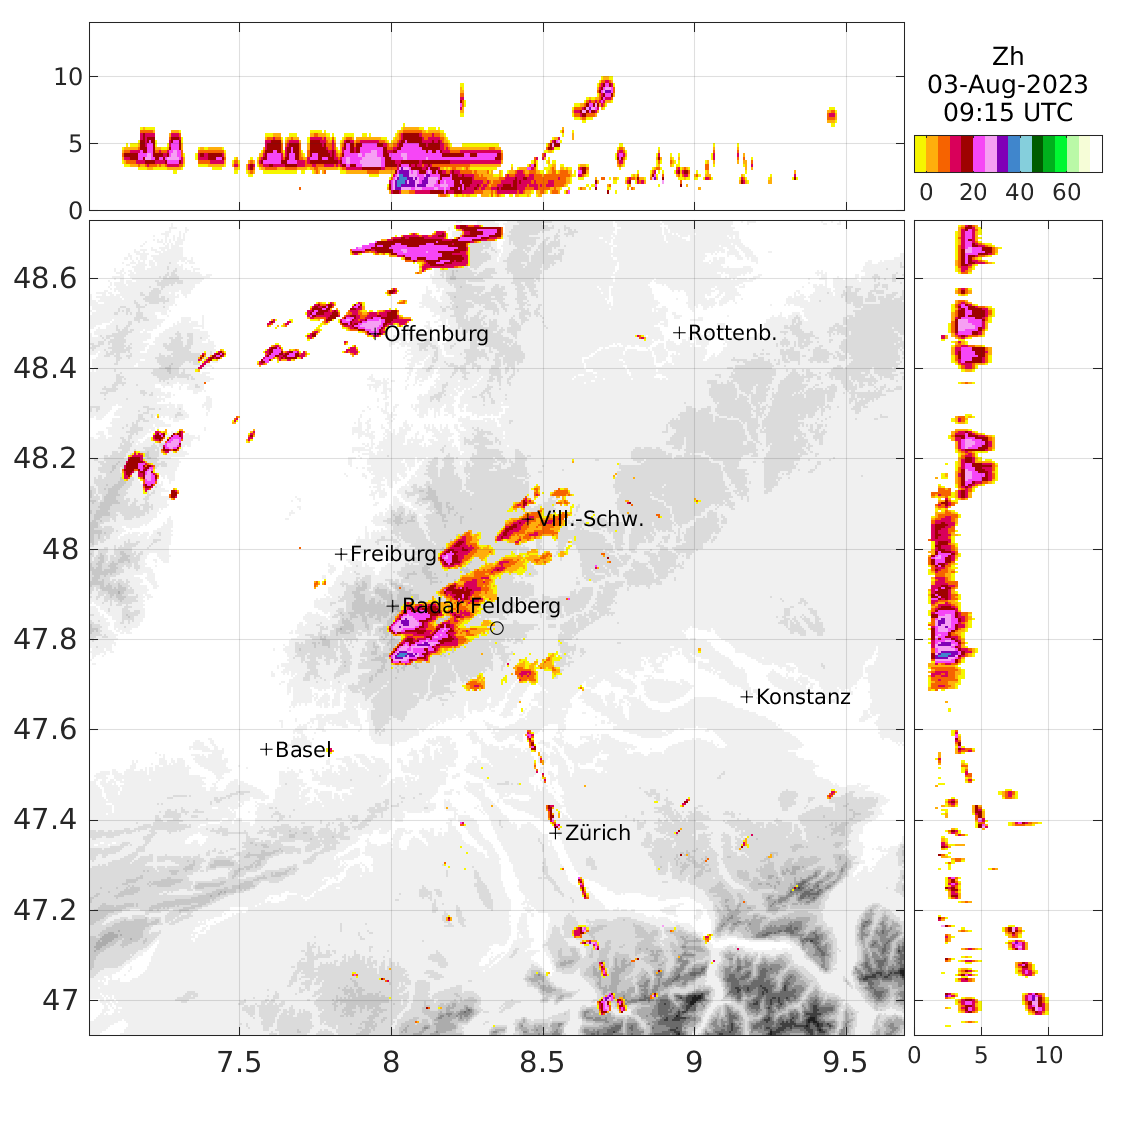 Zh
03-Aug-2023
09:15 UTC
0 20 40 60
10
5
0
48.6
48.4
48.2
48
47.8
47.6
47.4
47.2
47
Offenburg
Rottenb.
Vill.-Schw.
Freiburg
Radar Feldberg
Konstanz
Basel
Zürich
7.5 8 8.5 9 9.5
0 5 10